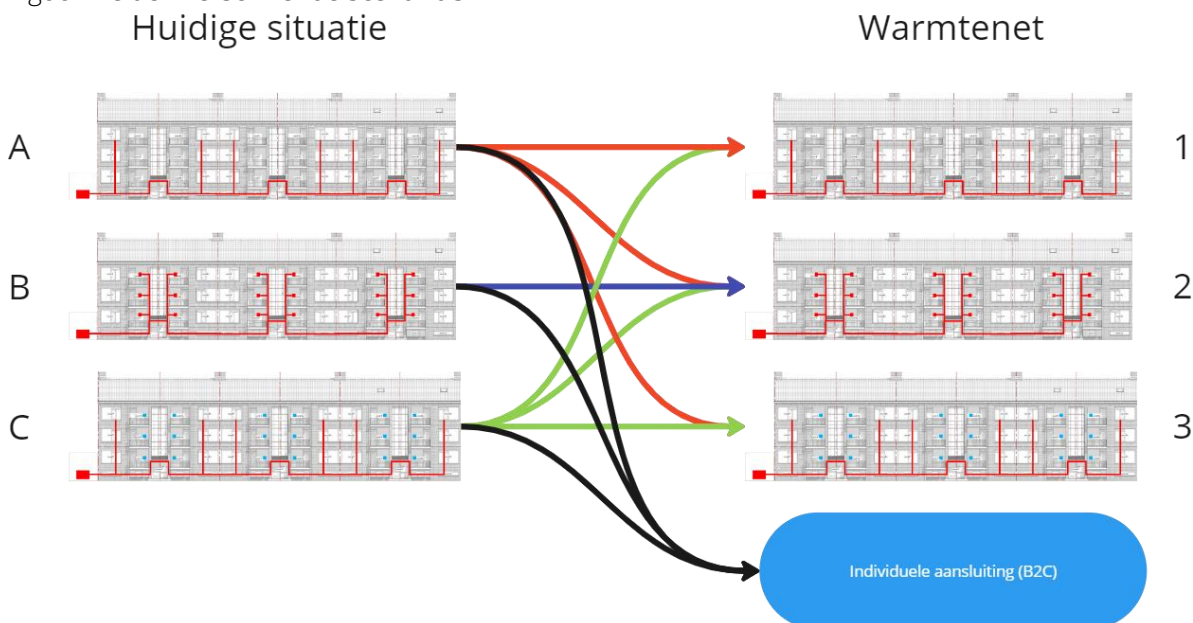 Huidige situatie
Warmtenet
A
1
B
2
C
3
Individuele aansluiting (B2C)